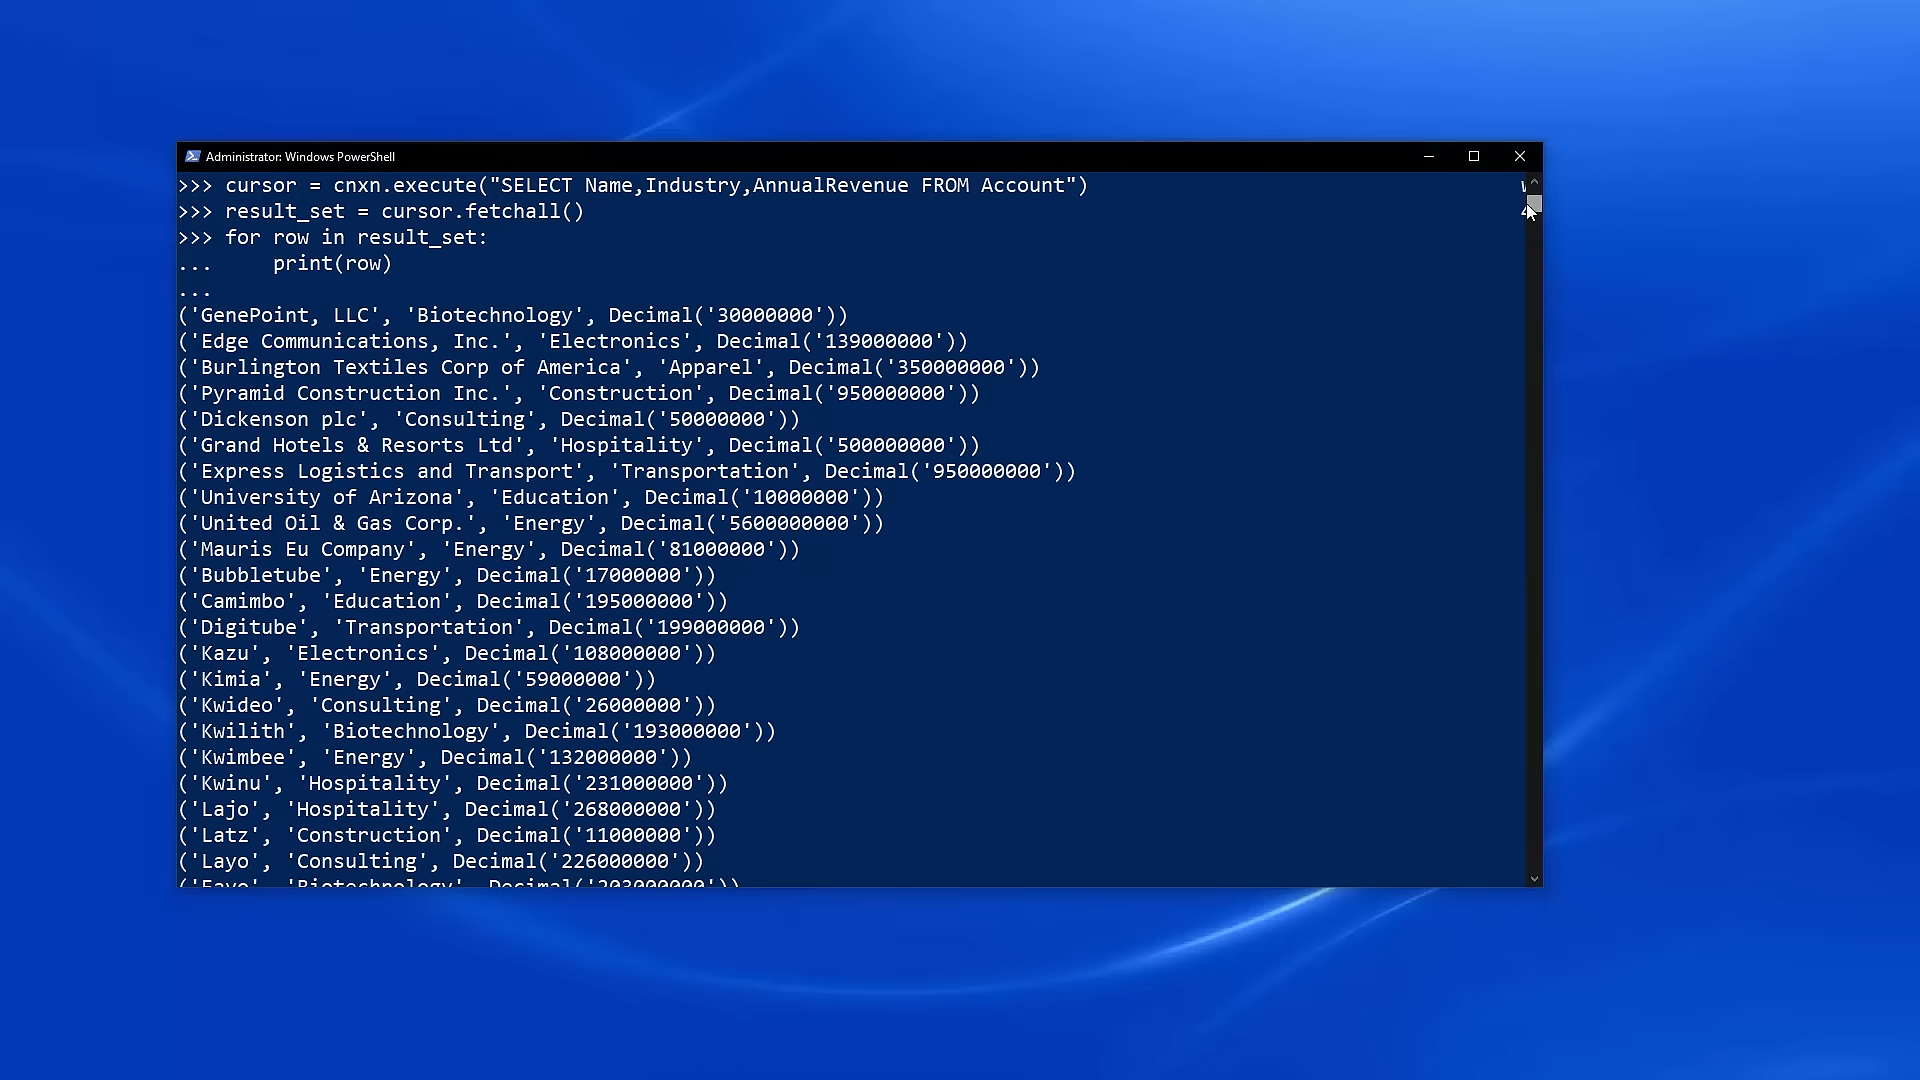 Administrator: Windows PowerShell
>>> cursor = cnxn.execute("SELECT Name,Industry,AnnualRevenue FROM Account")
>>> result_set = cursor.fetchall()
>>> for row in result_set:
...     print(row)
...
('GenePoint, LLC', 'Biotechnology', Decimal('30000000'))
('Edge Communications, Inc.', 'Electronics', Decimal('139000000'))
('Burlington Textiles Corp of America', 'Apparel', Decimal('350000000'))
('Pyramid Construction Inc.', 'Construction', Decimal('950000000'))
('Dickenson plc', 'Consulting', Decimal('50000000'))
('Grand Hotels & Resorts Ltd', 'Hospitality', Decimal('500000000'))
('Express Logistics and Transport', 'Transportation', Decimal('950000000'))
('University of Arizona', 'Education', Decimal('10000000'))
('United Oil & Gas Corp.', 'Energy', Decimal('5600000000'))
('Mauris Eu Company', 'Energy', Decimal('81000000'))
('Bubbletube', 'Energy', Decimal('17000000'))
('Camimbo', 'Education', Decimal('195000000'))
('Digitube', 'Transportation', Decimal('199000000'))
('Kazu', 'Electronics', Decimal('108000000'))
('Kimia', 'Energy', Decimal('59000000'))
('Kwideo', 'Consulting', Decimal('26000000'))
('Kwilith', 'Biotechnology', Decimal('193000000'))
('Kwimbee', 'Energy', Decimal('132000000'))
('Kwinu', 'Hospitality', Decimal('231000000'))
('Lajo', 'Hospitality', Decimal('268000000'))
('Latz', 'Construction', Decimal('11000000'))
('Layo', 'Consulting', Decimal('226000000'))
'Biotechnology', Decimal('203000000'))